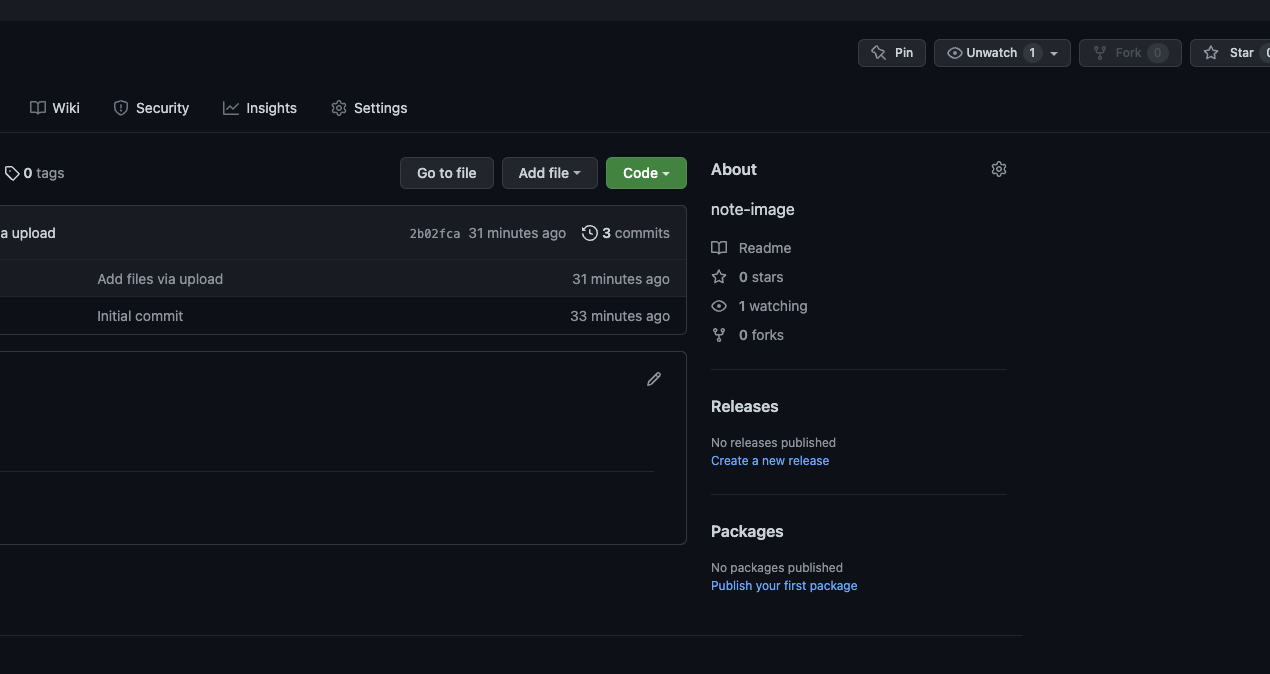 Pin Unwatch 1 Fork 0 Star
Wiki Security Insights Settings
0 tags Go to file Add file Code
a upload 2b02fca 31 minutes ago 3 commits
Add files via upload 31 minutes ago
Initial commit 33 minutes ago
About
note-image
Readme
0 stars
1 watching
0 forks
Releases
No releases published
Create a new release
Packages
No packages published
Publish your first package